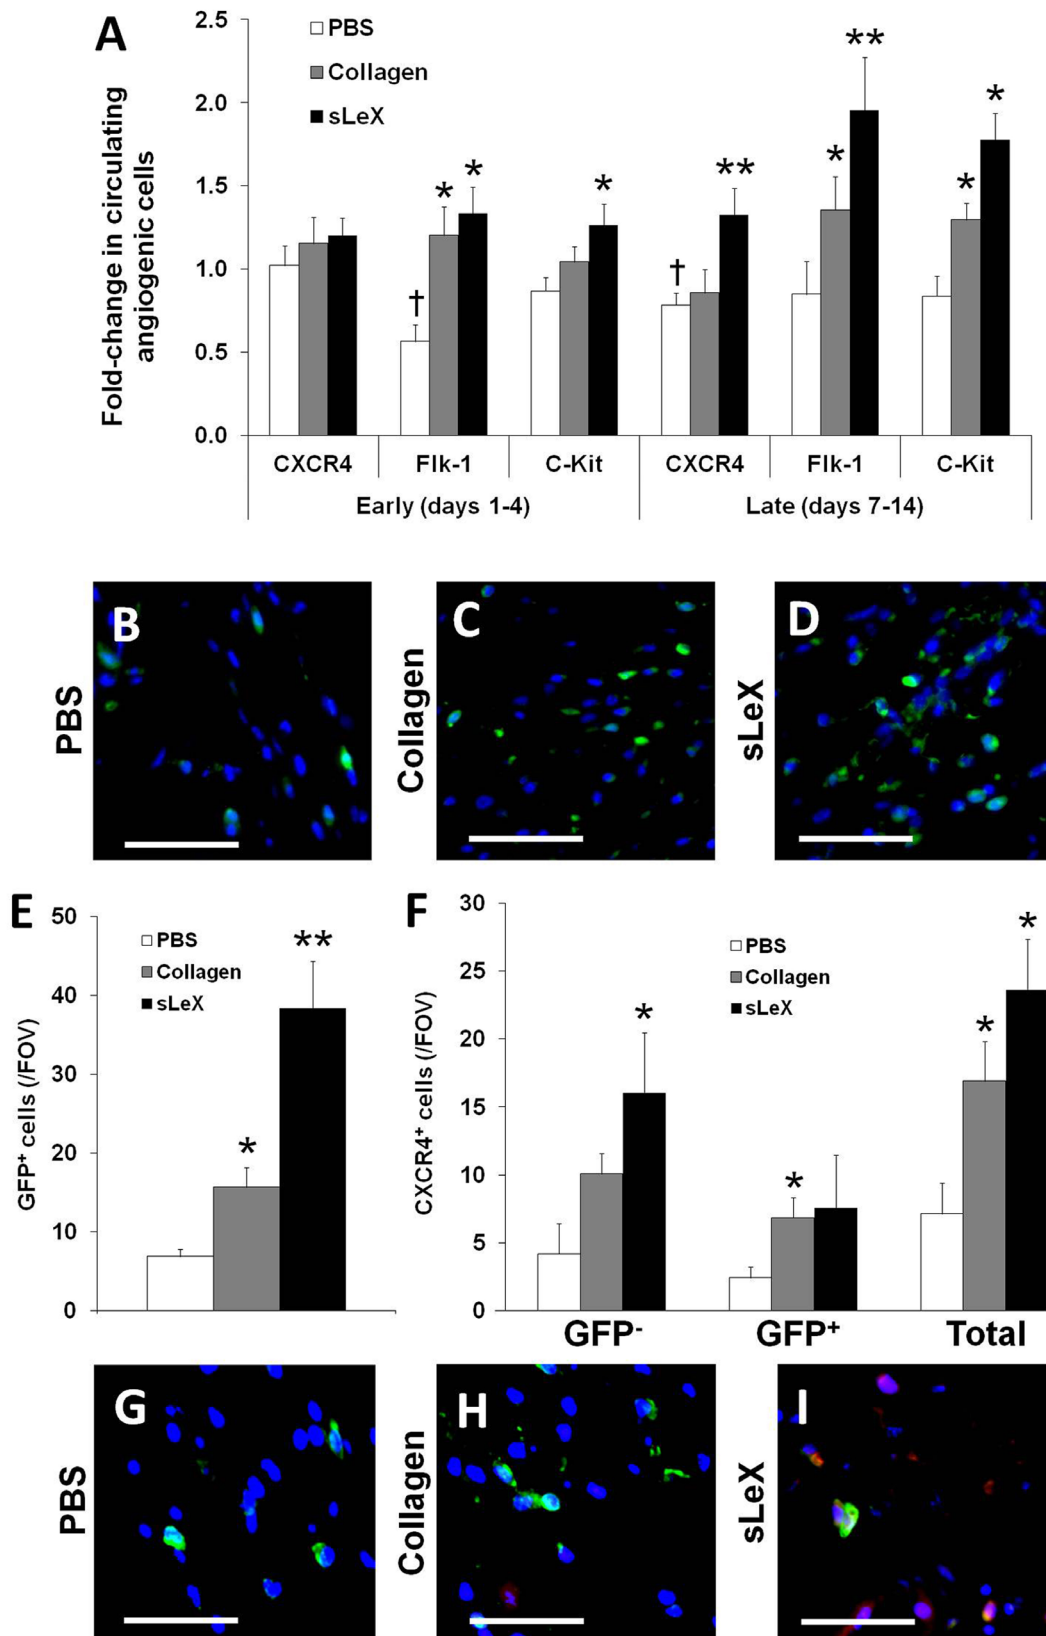 A
Fold-change in circulating
angiogenic cells
2.5
2.0
1.5
1.0
0.5
0.0
PBS
Collagen
sLeX
† * * * † ** * ** * *
CXCR4 Flk-1 C-Kit CXCR4 Flk-1 C-Kit
Early (days 1-4) Late (days 7-14)
PBS
B
Collagen
C
sLeX
D
E
GFP⁺ cells (/FOV)
50
40
30
20
10
0
PBS
Collagen
sLeX
* **
F
CXCR4⁺ cells (/FOV)
30
25
20
15
10
5
0
PBS
Collagen
sLeX
* * * *
GFP⁻ GFP⁺ Total
PBS
G
Collagen
H
sLeX
I